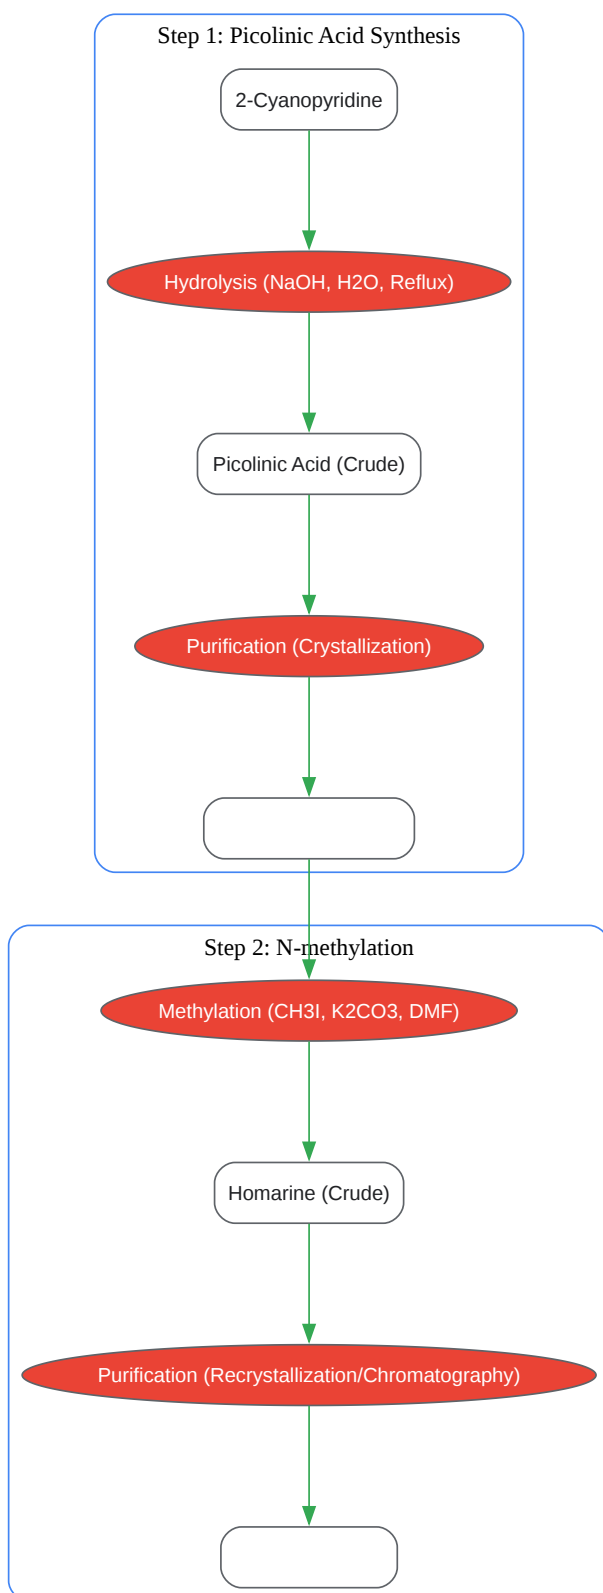 Step 1: Picolinic Acid Synthesis
2-Cyanopyridine
Hydrolysis (NaOH, H2O, Reflux)
Picolinic Acid (Crude)
Purification (Crystallization)
Step 2: N-methylation
Methylation (CH3I, K2CO3, DMF)
Homarine (Crude)
Purification (Recrystallization/Chromatography)